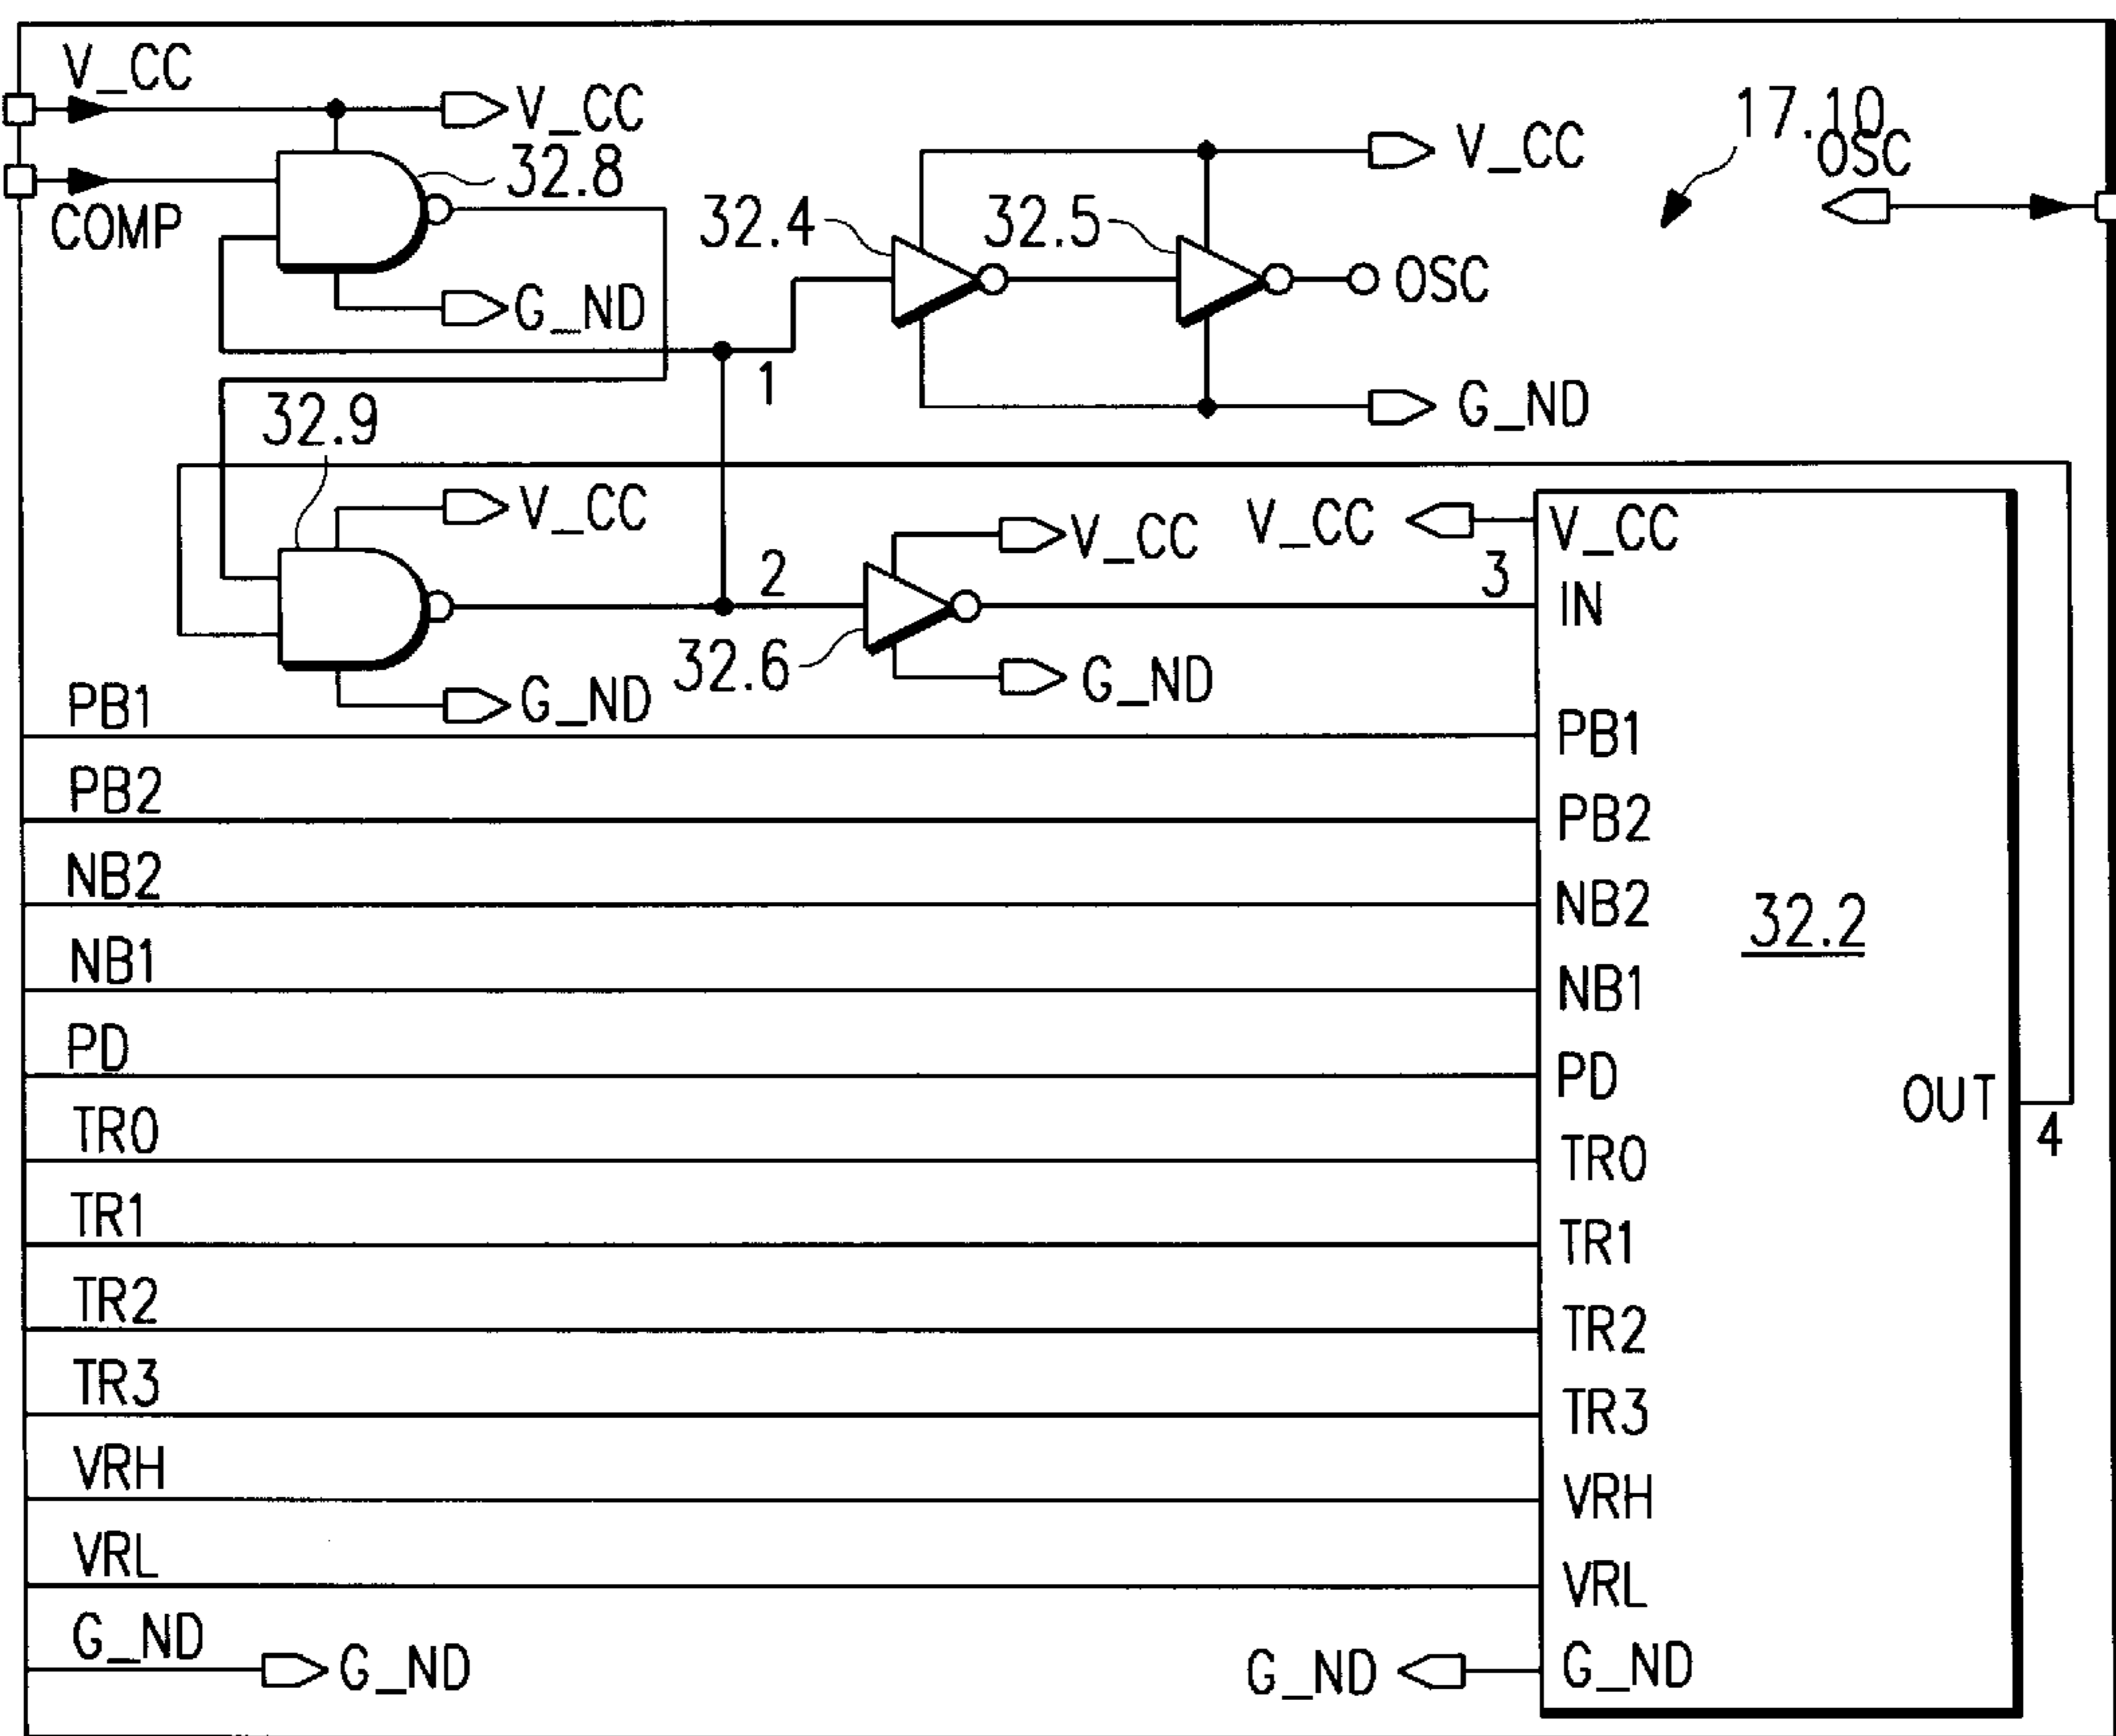 V_CC
V_CC
COMP
32.8
G_ND
32.4
32.5
V_CC
17.10
OSC
OSC
1
G_ND
32.9
V_CC
2
V_CC
V_CC
V_CC
3
IN
32.6
G_ND
G_ND
PB1
PB1
PB2
PB2
NB2
NB2
32.2
NB1
NB1
PD
PD
OUT
4
TR0
TR0
TR1
TR1
TR2
TR2
TR3
TR3
VRH
VRH
VRL
VRL
G_ND
G_ND
G_ND
G_ND